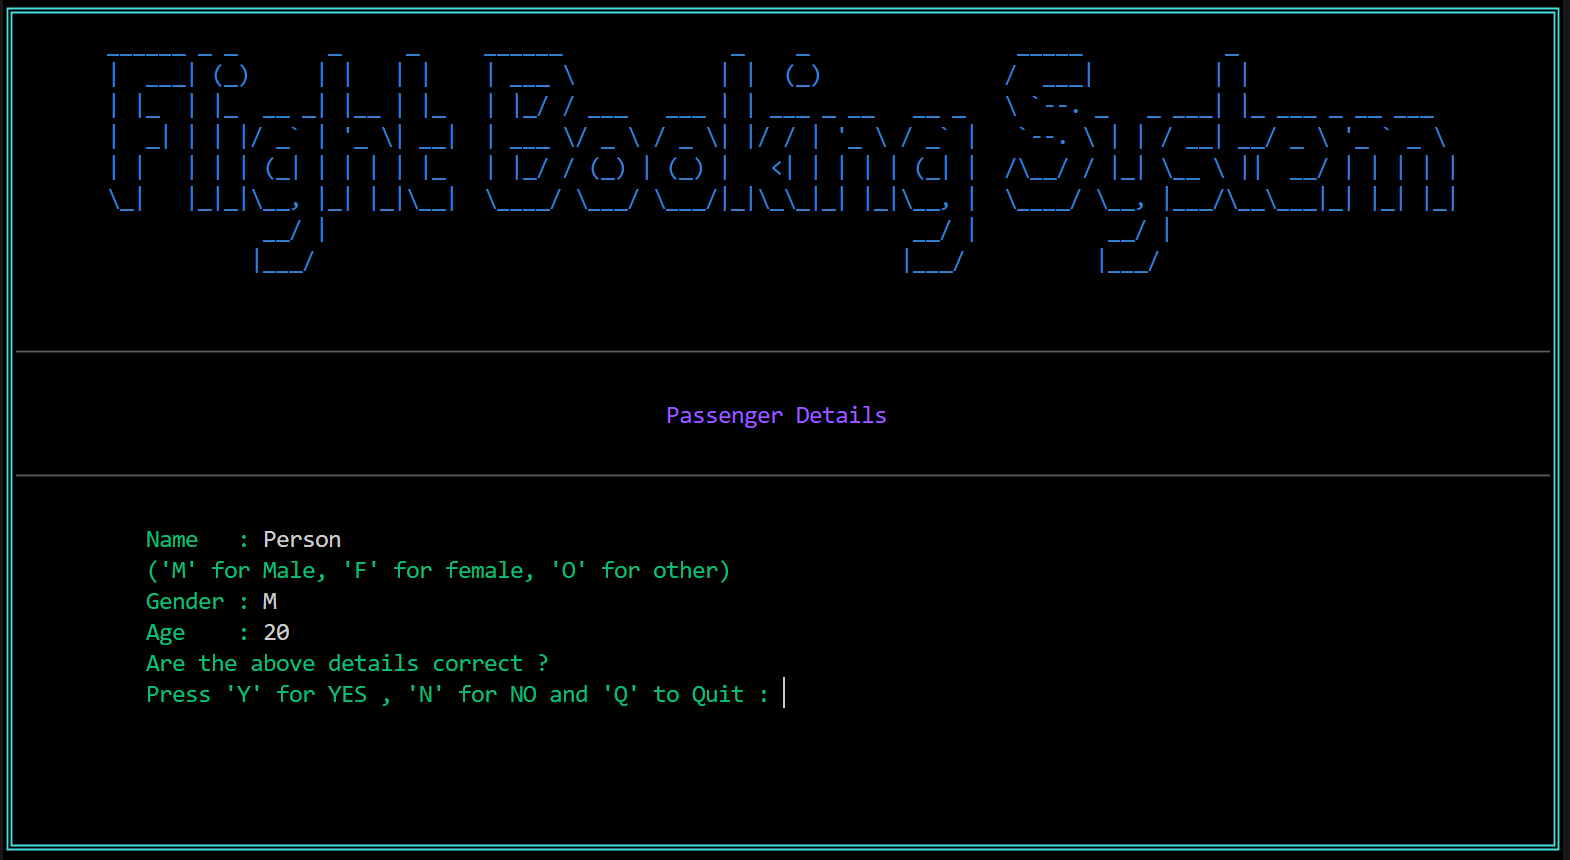 Flight Booking System
Passenger Details
Name   : Person
('M' for Male, 'F' for female, 'O' for other)
Gender : M
Age    : 20
Are the above details correct ?
Press 'Y' for YES , 'N' for NO and 'Q' to Quit :